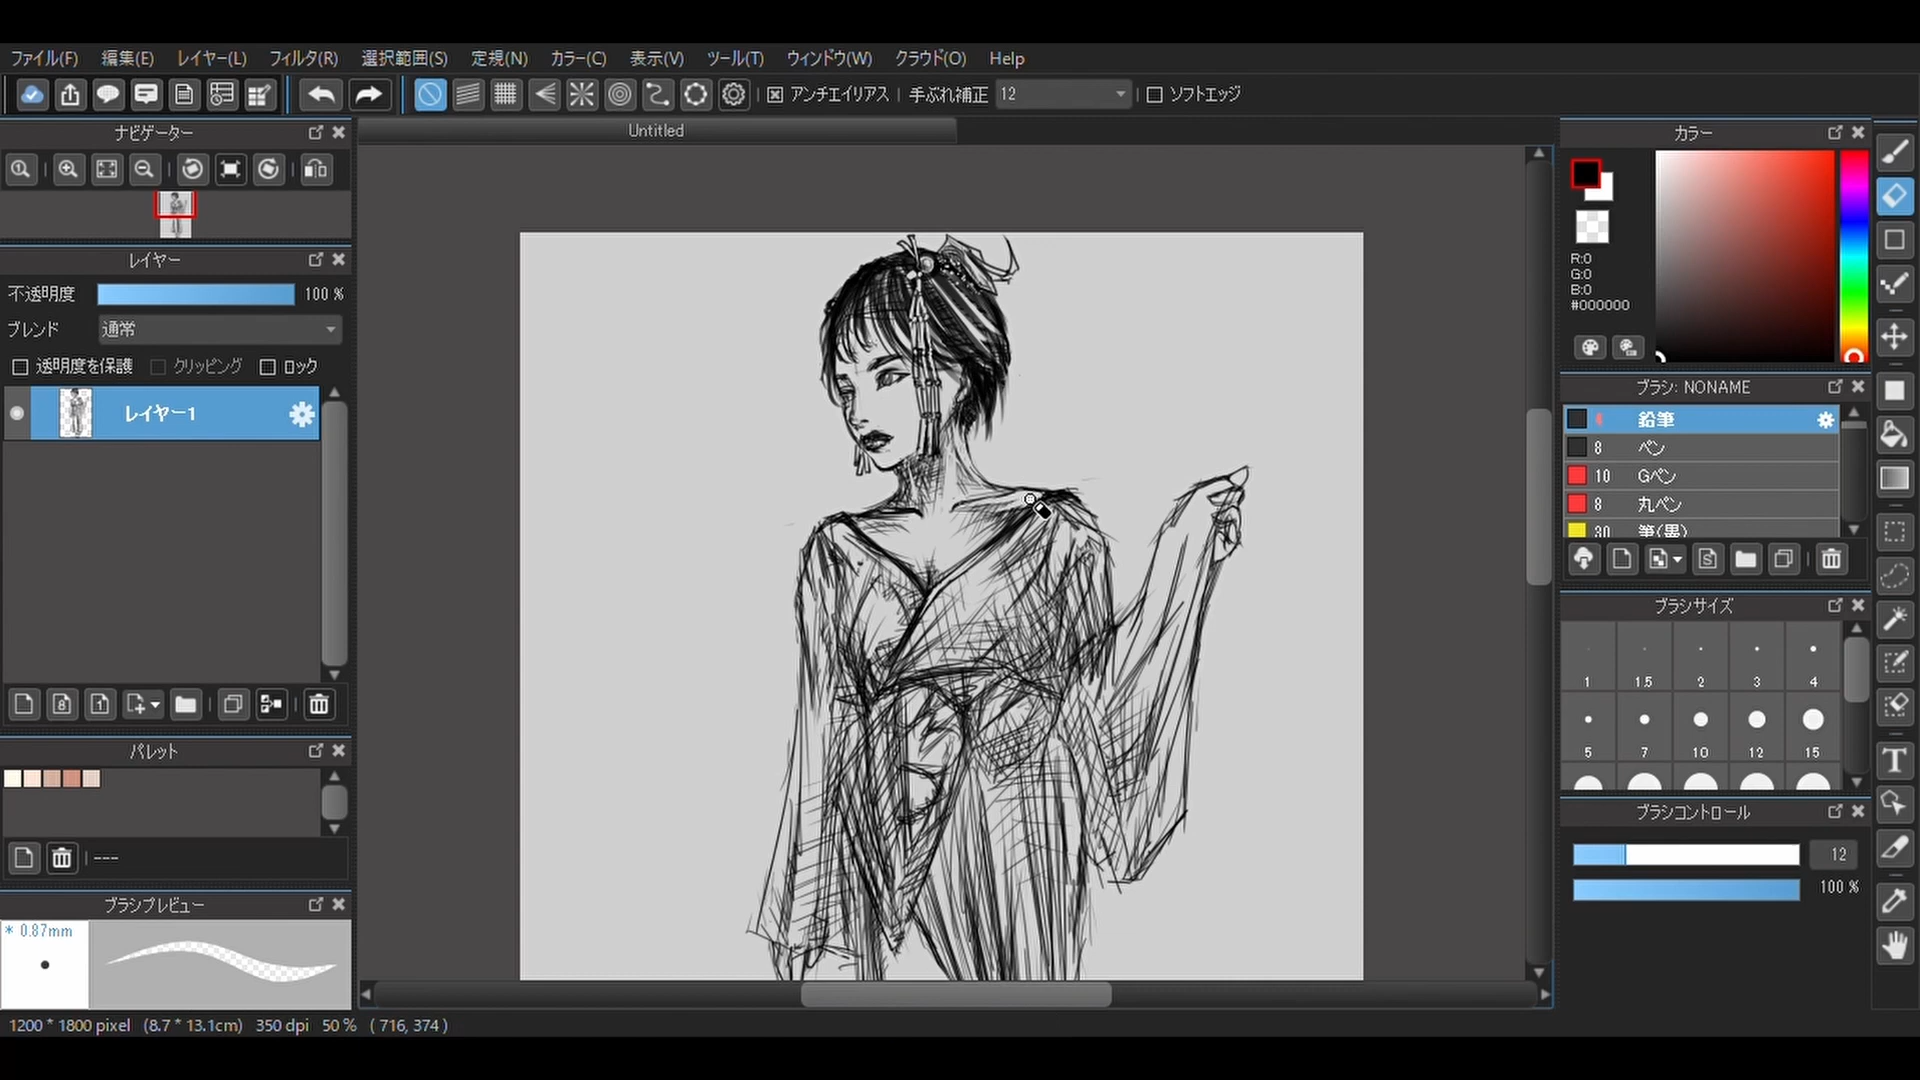 ファイル(F) 編集(E) レイヤー(L) フィルタ(R) 選択範囲(S) 定規(N) カラー(C) 表示(V) ツール(T) ウィンドウ(W) クラウド(O) Help
アンチエイリアス 手ぶれ補正 12 ソフトエッジ
ナビゲーター
Untitled
レイヤー
不透明度 100 %
ブレンド 通常
透明度を保護 クリッピング ロック
レイヤー1
パレット
---
ブラシプレビュー
* 0.87mm
カラー
R:0
G:0
B:0
#000000
ブラシ: NONAME
鉛筆
8 ペン
10 Gペン
8 丸ペン
30 筆(墨)
ブラシサイズ
1 1.5 2 3 4
5 7 10 12 15
ブラシコントロール
12
100 %
1200 * 1800 pixel (8.7 * 13.1cm) 350 dpi 50 % ( 716, 374 )